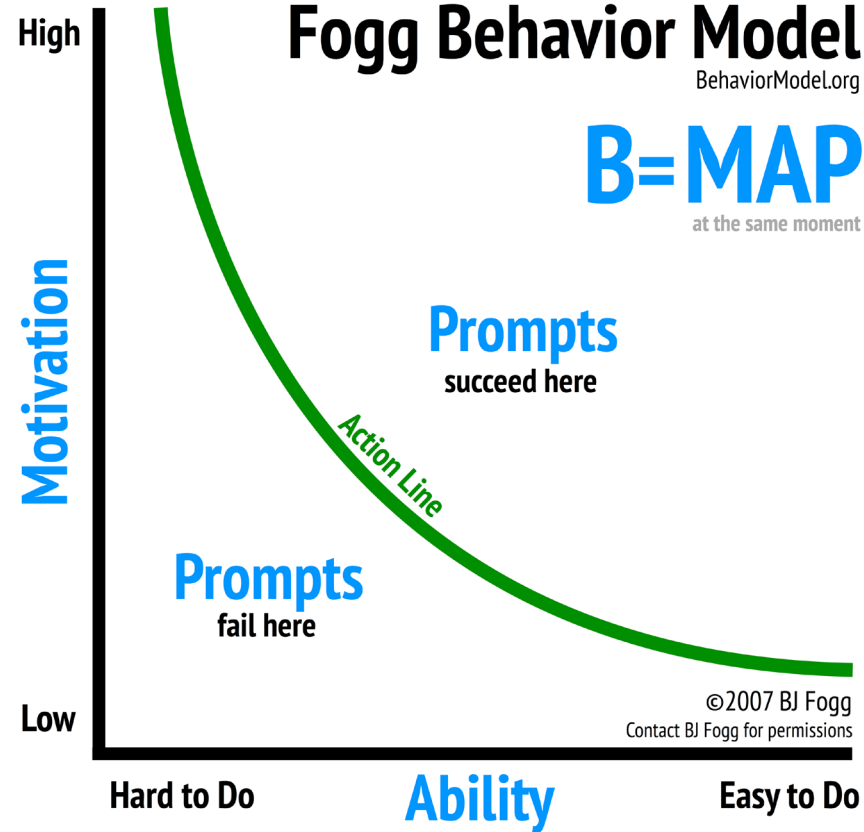 High
Fogg Behavior Model
BehaviorModel.org
B=MAP
at the same moment
Motivation
Prompts
succeed here
Action Line
Prompts
fail here
Low
©2007 BJ Fogg
Contact BJ Fogg for permissions
Hard to Do
Ability
Easy to Do